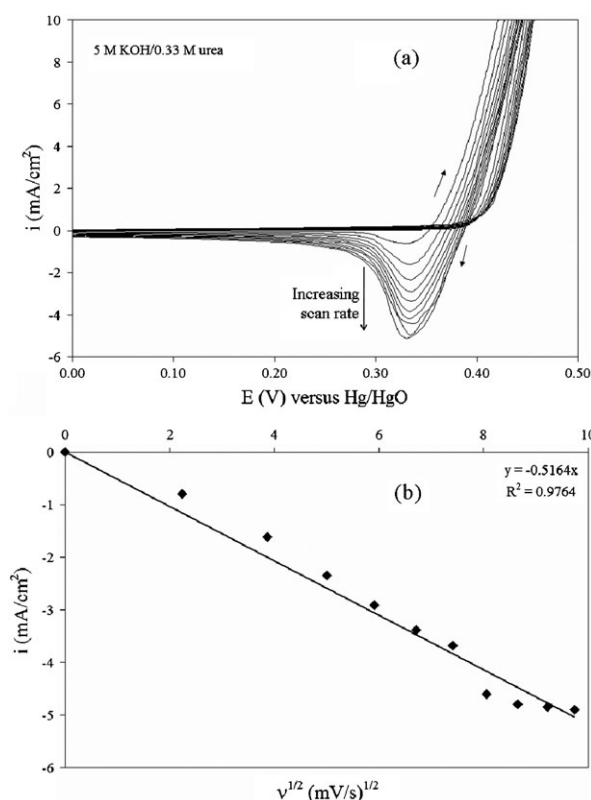 10
8
6
4
2
0
-2
-4
-6
i (mA/cm²)
5 M KOH/0.33 M urea
(a)
Increasing
scan rate
0.00 0.10 0.20 0.30 0.40 0.50
E (V) versus Hg/HgO
0 2 4 6 8 10
0
-1
-2
-3
-4
-5
-6
i (mA/cm²)
(b)
y = -0.5164x
R² = 0.9764
ν^1/2 (mV/s)^1/2